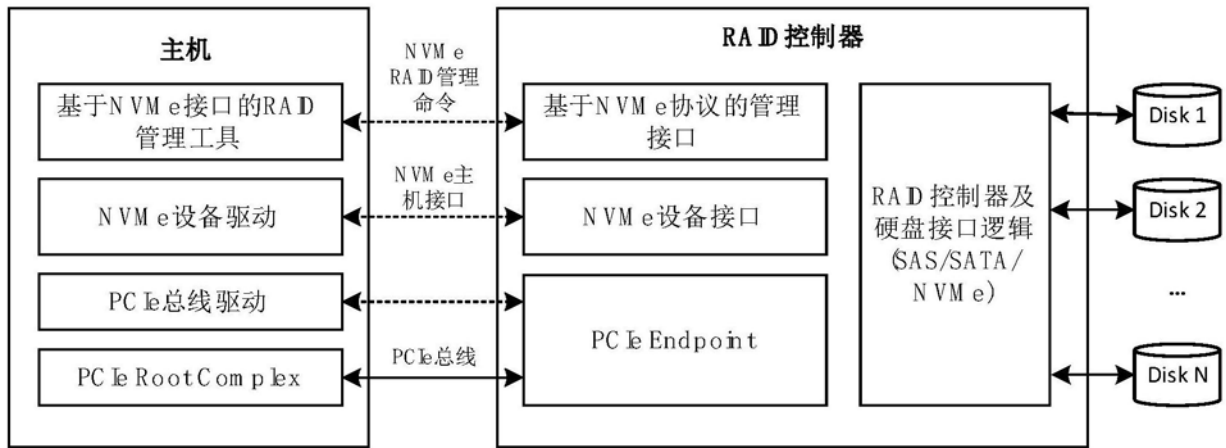 主机
NVMe
RAID管理
命令
RAID控制器
基于NVMe接口的RAID
管理工具
基于NVMe协议的管理
接口
NVMe主
机接口
NVMe设备驱动
NVMe设备接口
PCIe总线驱动
PCIe总线
PCIe RootComplex
PCIe Endpoint
RAID控制器及
硬盘接口逻辑
(SAS/SATA/
NVMe)
Disk 1
Disk 2
...
Disk N